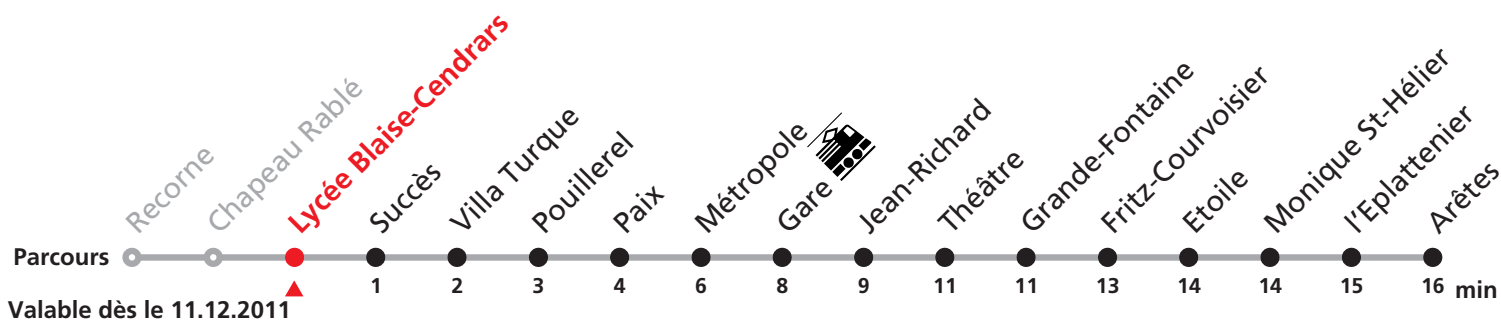 Recorne
Chapeau Rablé
Lycée Blaise-Cendrars
Succès
Villa Turque
Pouillerel
Paix
Métropole
Gare
Jean-Richard
Théâtre
Grande-Fontaine
Fritz-Courvoisier
Etoile
Monique St-Hélier
l'Eplattenier
Arêtes
Parcours
1 2 3 4 6 8 9 11 11 13 14 14 15 16 min
Valable dès le 11.12.2011